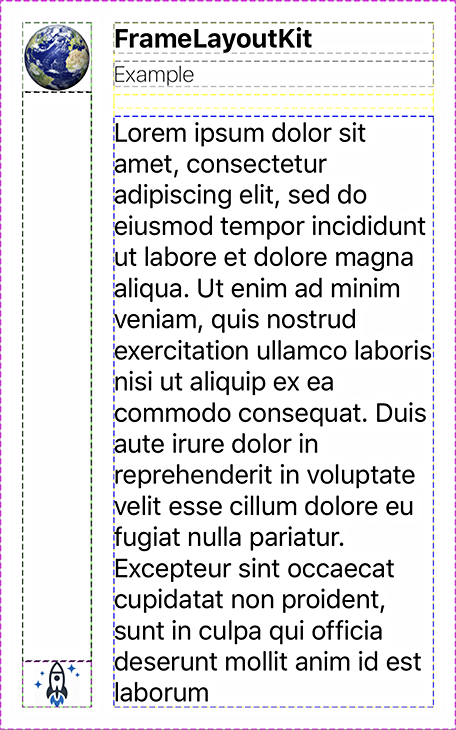 FrameLayoutKit
Example
Lorem ipsum dolor sit
amet, consectetur
adipiscing elit, sed do
eiusmod tempor incididunt
ut labore et dolore magna
aliqua. Ut enim ad minim
veniam, quis nostrud
exercitation ullamco laboris
nisi ut aliquip ex ea
commodo consequat. Duis
aute irure dolor in
reprehenderit in voluptate
velit esse cillum dolore eu
fugiat nulla pariatur.
Excepteur sint occaecat
cupidatat non proident,
sunt in culpa qui officia
deserunt mollit anim id est
laborum